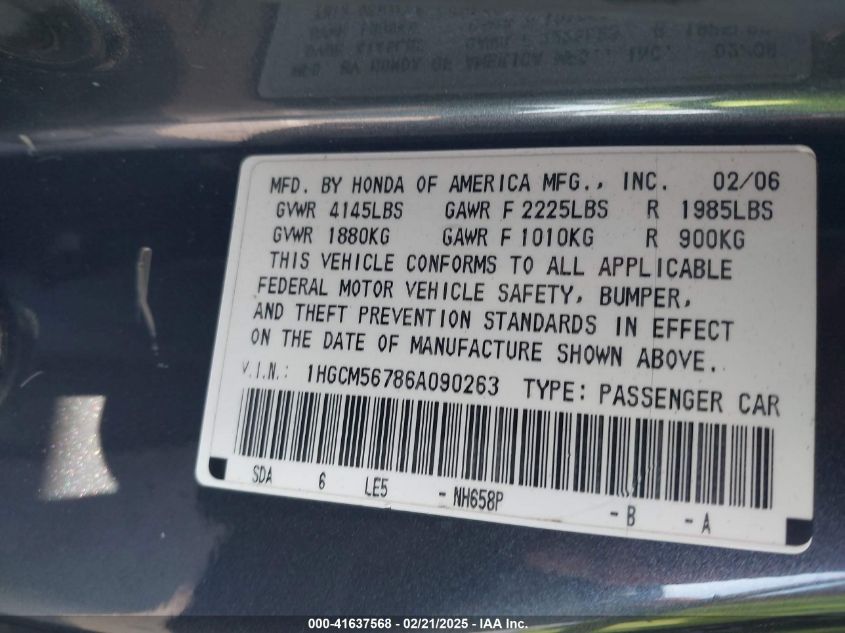 MFD. BY HONDA OF AMERICA MFG., INC. 02/06
GVWR 4145LBS GAWR F 2225LBS R 1985LBS
GVWR 1880KG GAWR F 1010KG R 900KG
THIS VEHICLE CONFORMS TO ALL APPLICABLE
FEDERAL MOTOR VEHICLE SAFETY, BUMPER,
AND THEFT PREVENTION STANDARDS IN EFFECT
ON THE DATE OF MANUFACTURE SHOWN ABOVE.
V.I.N.: 1HGCM56786A090263 TYPE: PASSENGER CAR
SDA 6 LE5 - NH658P - B - A
000-41637568 - 02/21/2025 - IAA Inc.